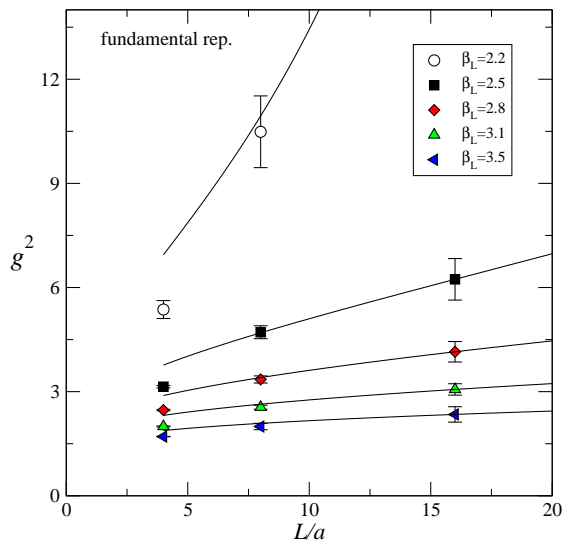 fundamental rep.
β_L=2.2
β_L=2.5
β_L=2.8
β_L=3.1
β_L=3.5
12
9
6
3
0
g²
0 5 10 15 20
L/a